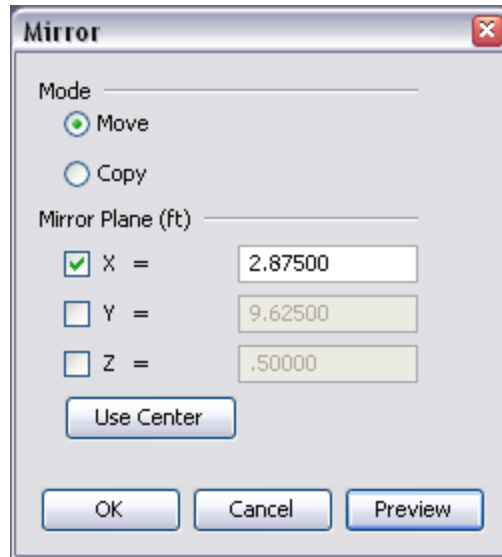 Mirror
Mode
Move
Copy
Mirror Plane (ft)
X = 2.87500
Y = 9.62500
Z = .50000
Use Center
OK Cancel Preview